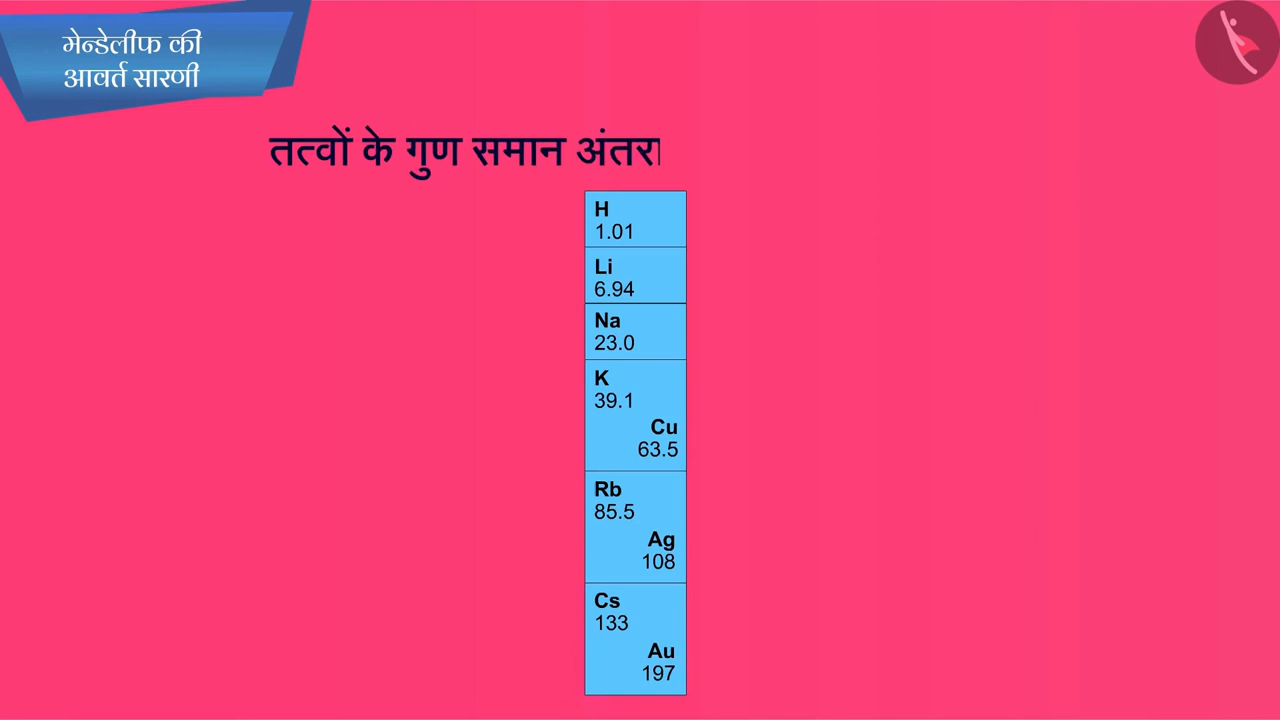 मेन्डेलीफ की
आवर्त सारणी
तत्वों के गुण समान अंतरा
H
1.01
Li
6.94
Na
23.0
K
39.1
Cu
63.5
Rb
85.5
Ag
108
Cs
133
Au
197